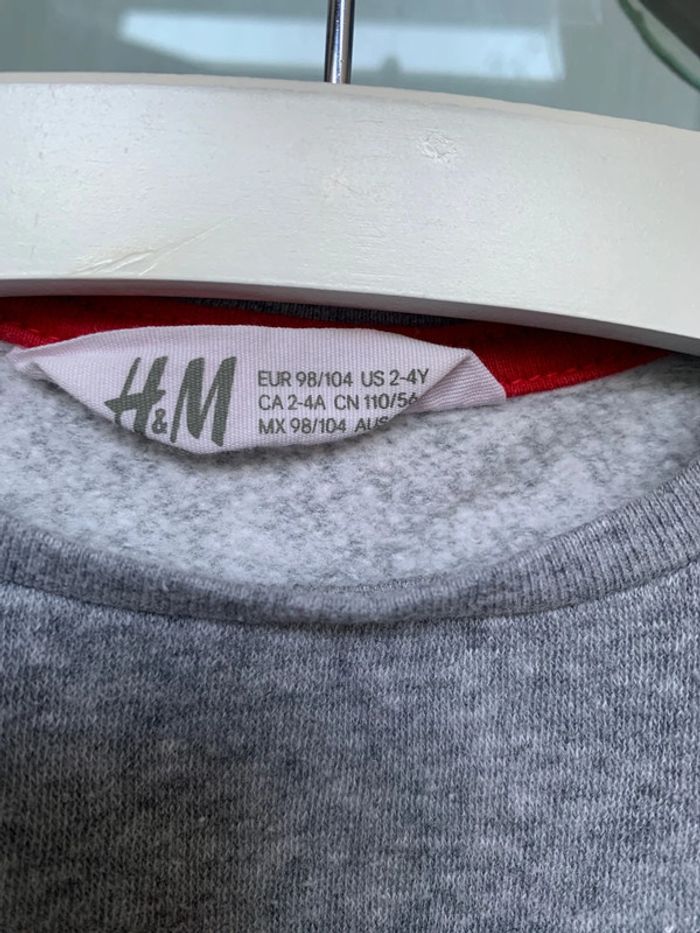 H&M
EUR 98/104 US 2-4Y
CA 2-4A CN 110/56
MX 98/104